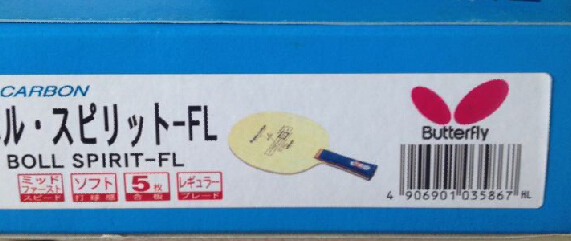 CARBON
ル・スピリット-FL
BOLL SPIRIT-FL
ミッド
ファースト
スピード
ソフト
打球感
5枚
合板
レギュラー
ブレード
Butterfly
4 906901 035867 HL